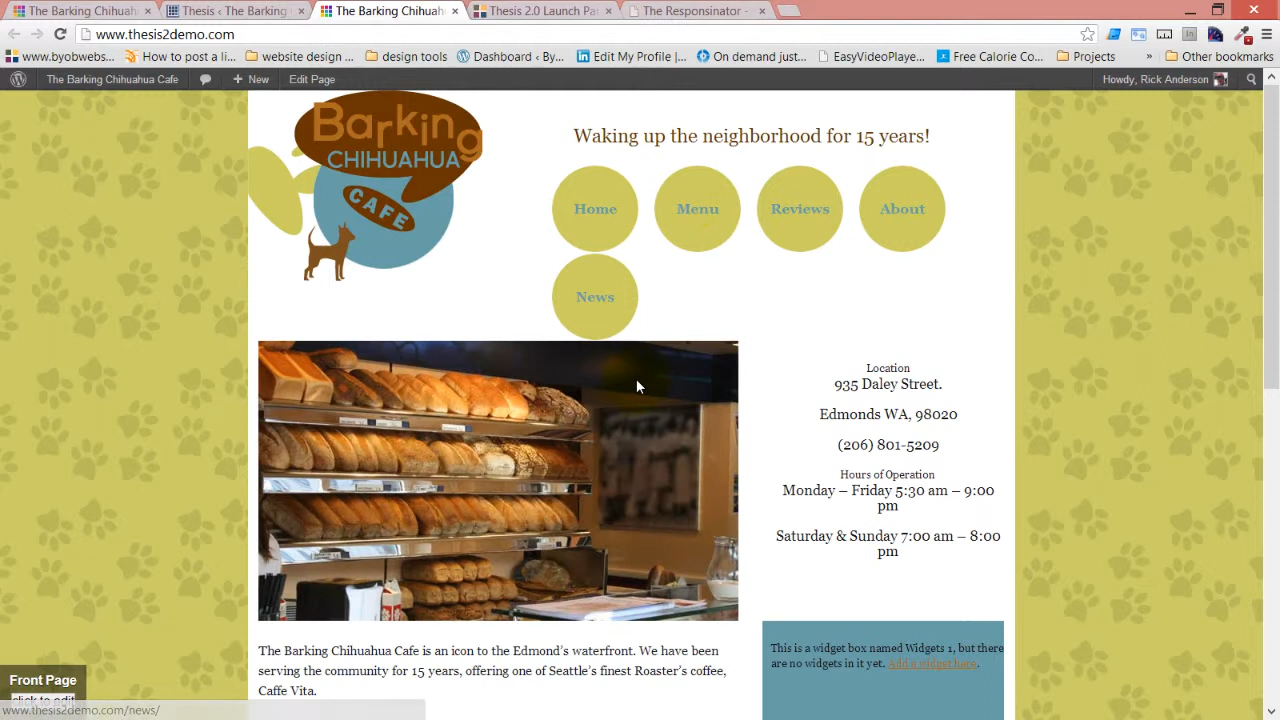 The Barking Chihuah
Thesis ‹ The Barking
The Barking Chihuah
Thesis 2.0 Launch Pa
The Responsinator -
www.thesis2demo.com
www.byobwebs...
How to post a li...
website design ...
design tools
Dashboard ‹ By...
Edit My Profile |...
On demand just...
EasyVideoPlaye...
Free Calorie Co...
Projects
»
Other bookmarks
The Barking Chihuahua Cafe
+ New
Edit Page
Howdy, Rick Anderson
Barking
CHIHUAHUA
CAFE
Waking up the neighborhood for 15 years!
Home
Menu
Reviews
About
News
Location
935 Daley Street.
Edmonds WA, 98020
(206) 801-5209
Hours of Operation
Monday – Friday 5:30 am – 9:00
pm
Saturday & Sunday 7:00 am – 8:00
pm
The Barking Chihuahua Cafe is an icon to the Edmond's waterfront. We have been
serving the community for 15 years, offering one of Seattle's finest Roaster's coffee,
Caffe Vita.
This is a widget box named Widgets 1, but there
are no widgets in it yet. Add a widget here.
Front Page
click to edit
www.thesis2demo.com/news/